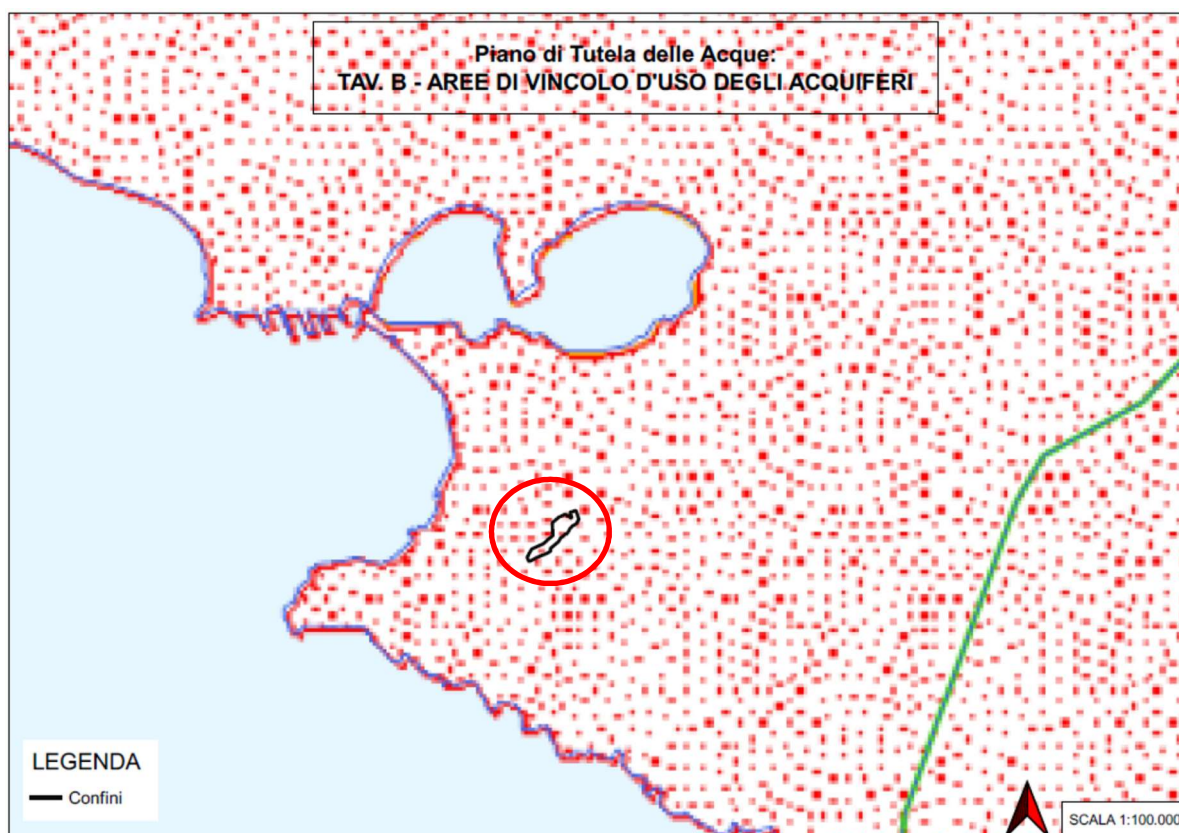 Piano di Tutela delle Acque:
TAV. B - AREE DI VINCOLO D'USO DEGLI ACQUIFERI
LEGENDA
Confini
SCALA 1:100.000